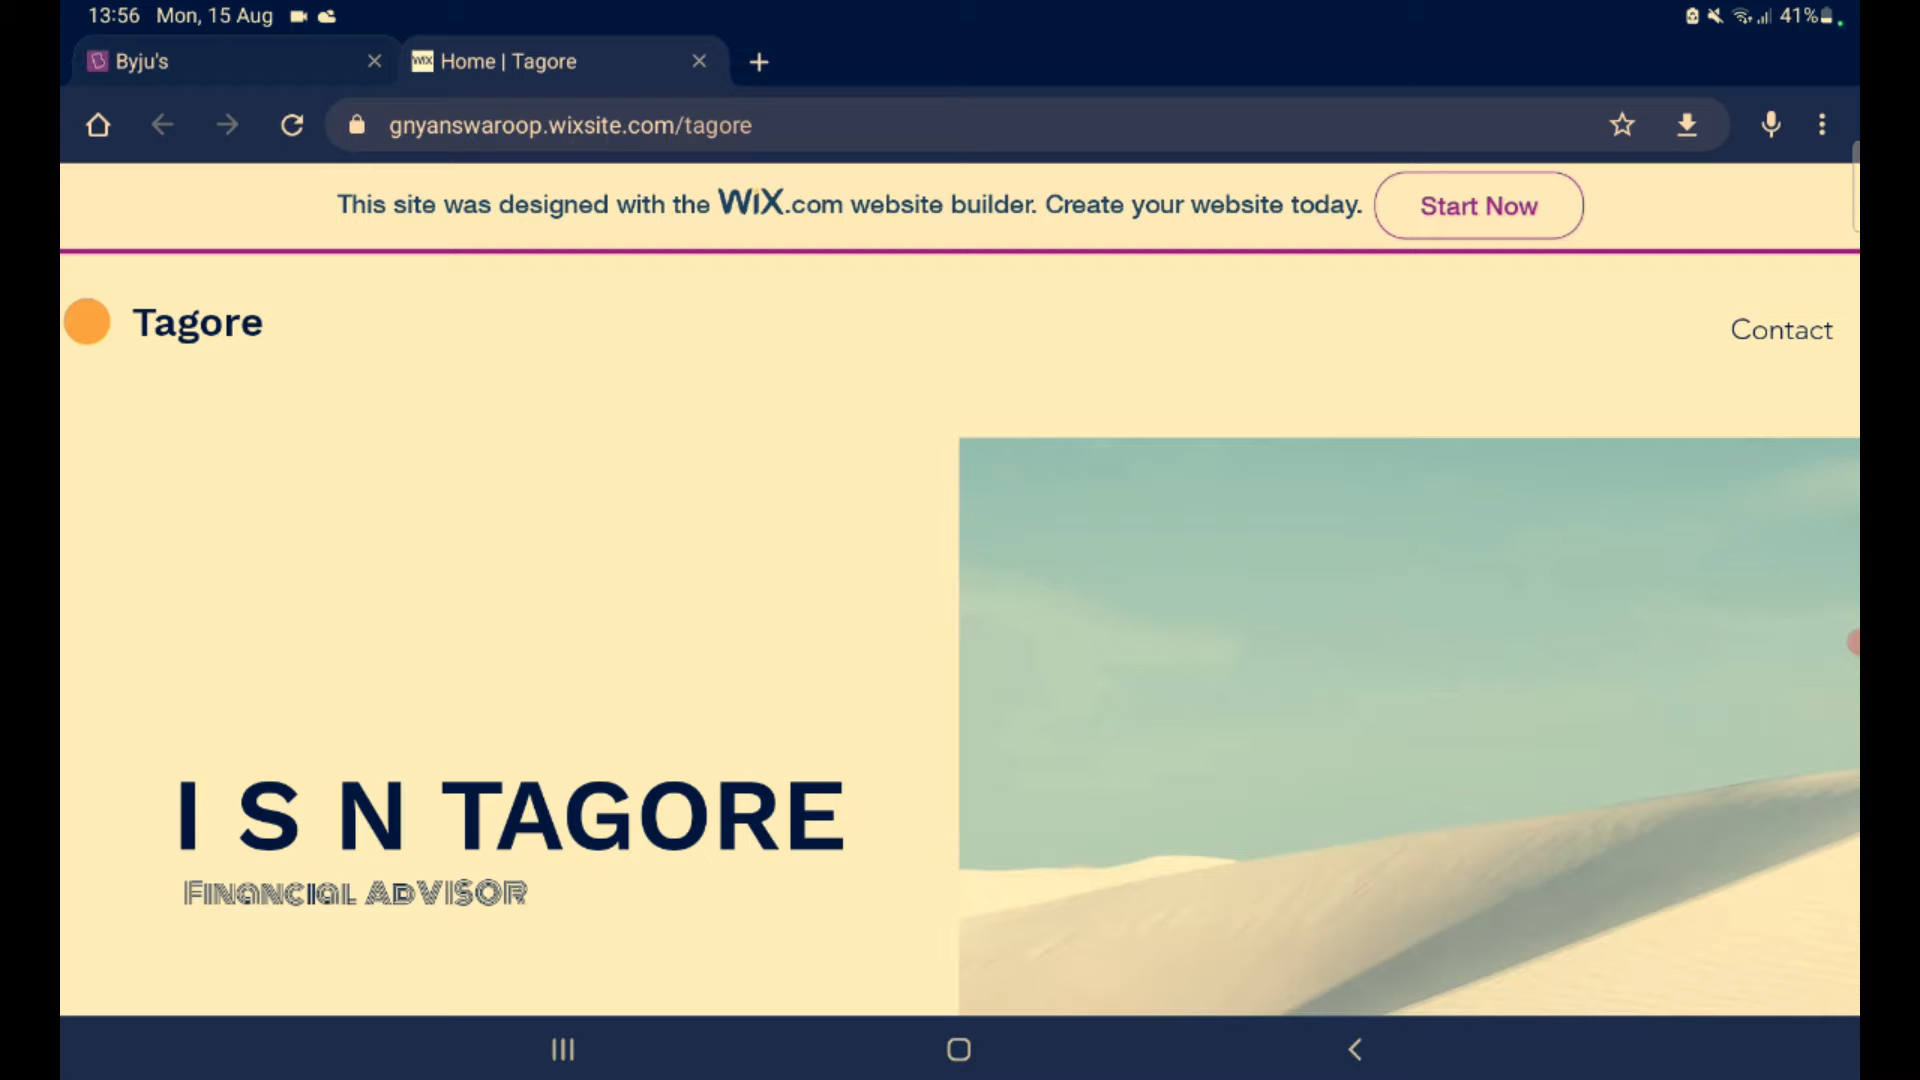 13:56 Mon, 15 Aug
41%
Byju's
WIX Home | Tagore
gnyanswaroop.wixsite.com/tagore
This site was designed with the WiX.com website builder. Create your website today. Start Now
Tagore
Contact
I S N TAGORE
FINANCIAL ADVISOR